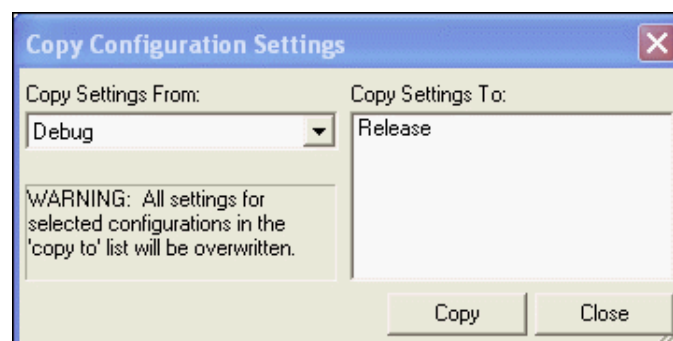 Copy Configuration Settings
Copy Settings From:
Debug
WARNING:  All settings for
selected configurations in the
'copy to' list will be overwritten.
Copy Settings To:
Release
Copy
Close